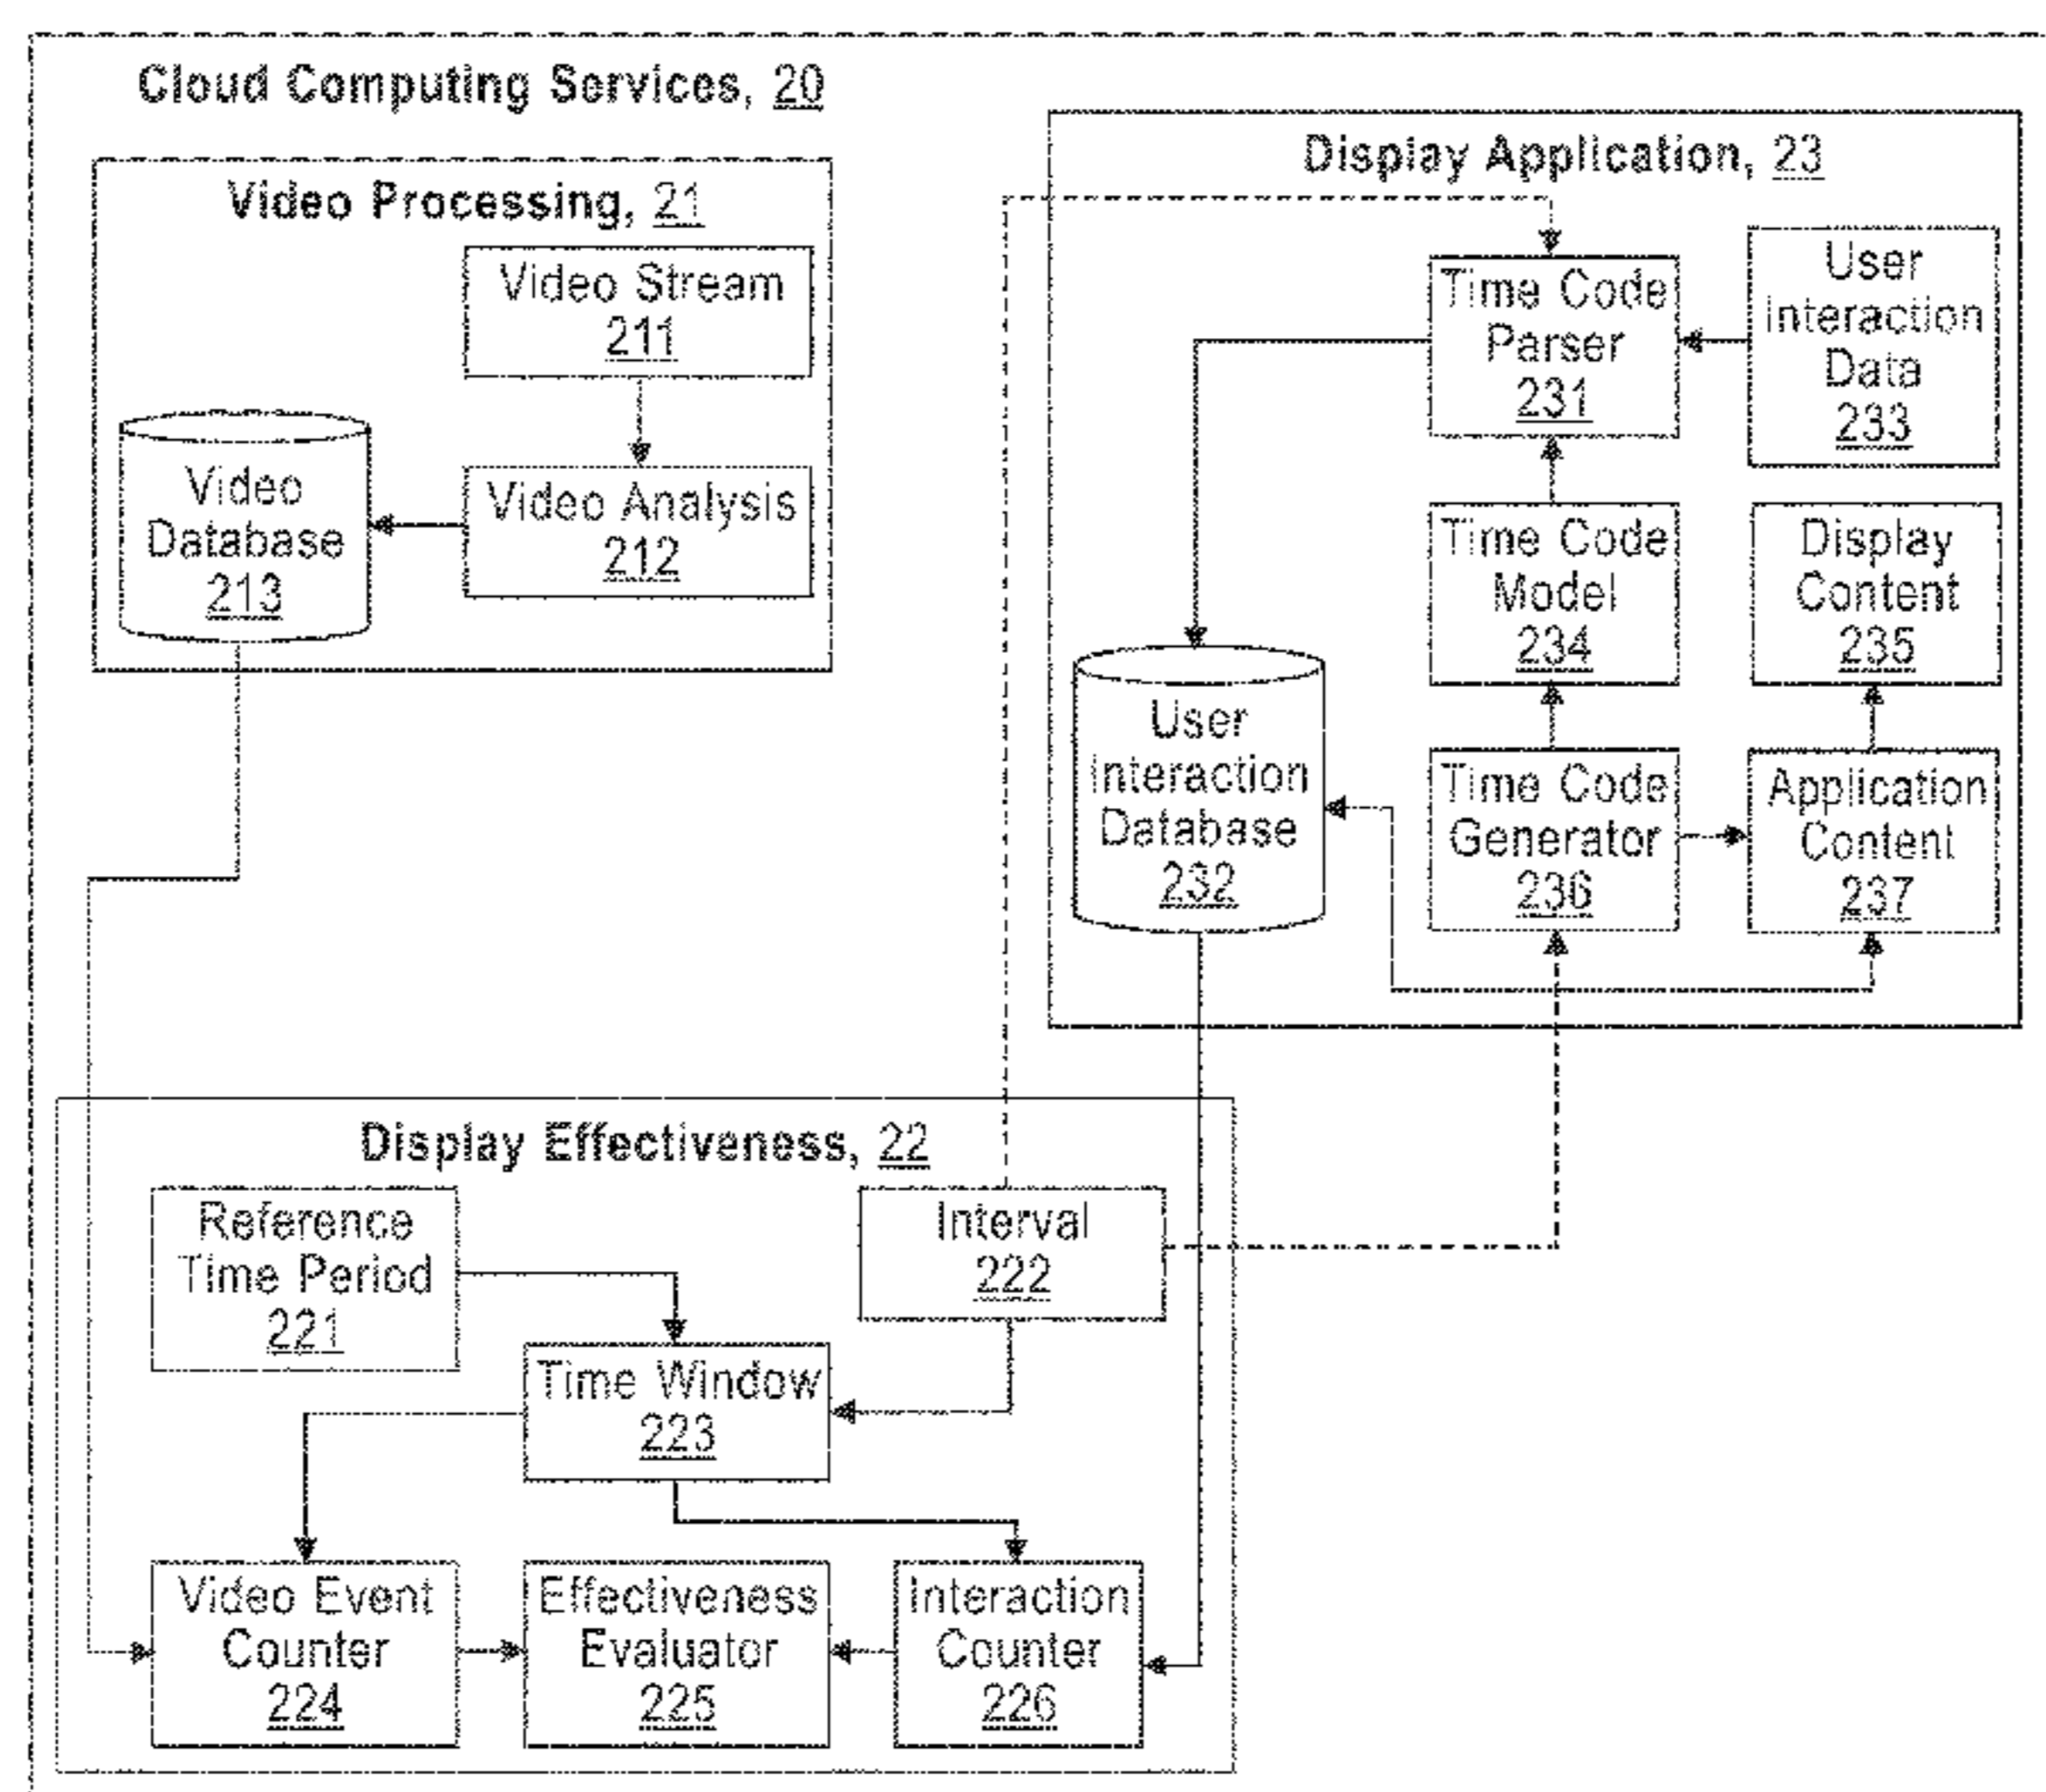 Cloud Computing Services, 20
Video Processing, 21
Video Stream
211
Video Analysis
212
Video
Database
213
Display Application, 23
Time Code
Parser
231
User
Interaction
Data
233
Time Code
Model
234
Display
Content
235
User
Interaction
Database
232
Time Code
Generator
236
Application
Content
237
Display Effectiveness, 22
Reference
Time Period
221
Interval
222
Time Window
223
Video Event
Counter
224
Effectiveness
Evaluator
225
Interaction
Counter
226